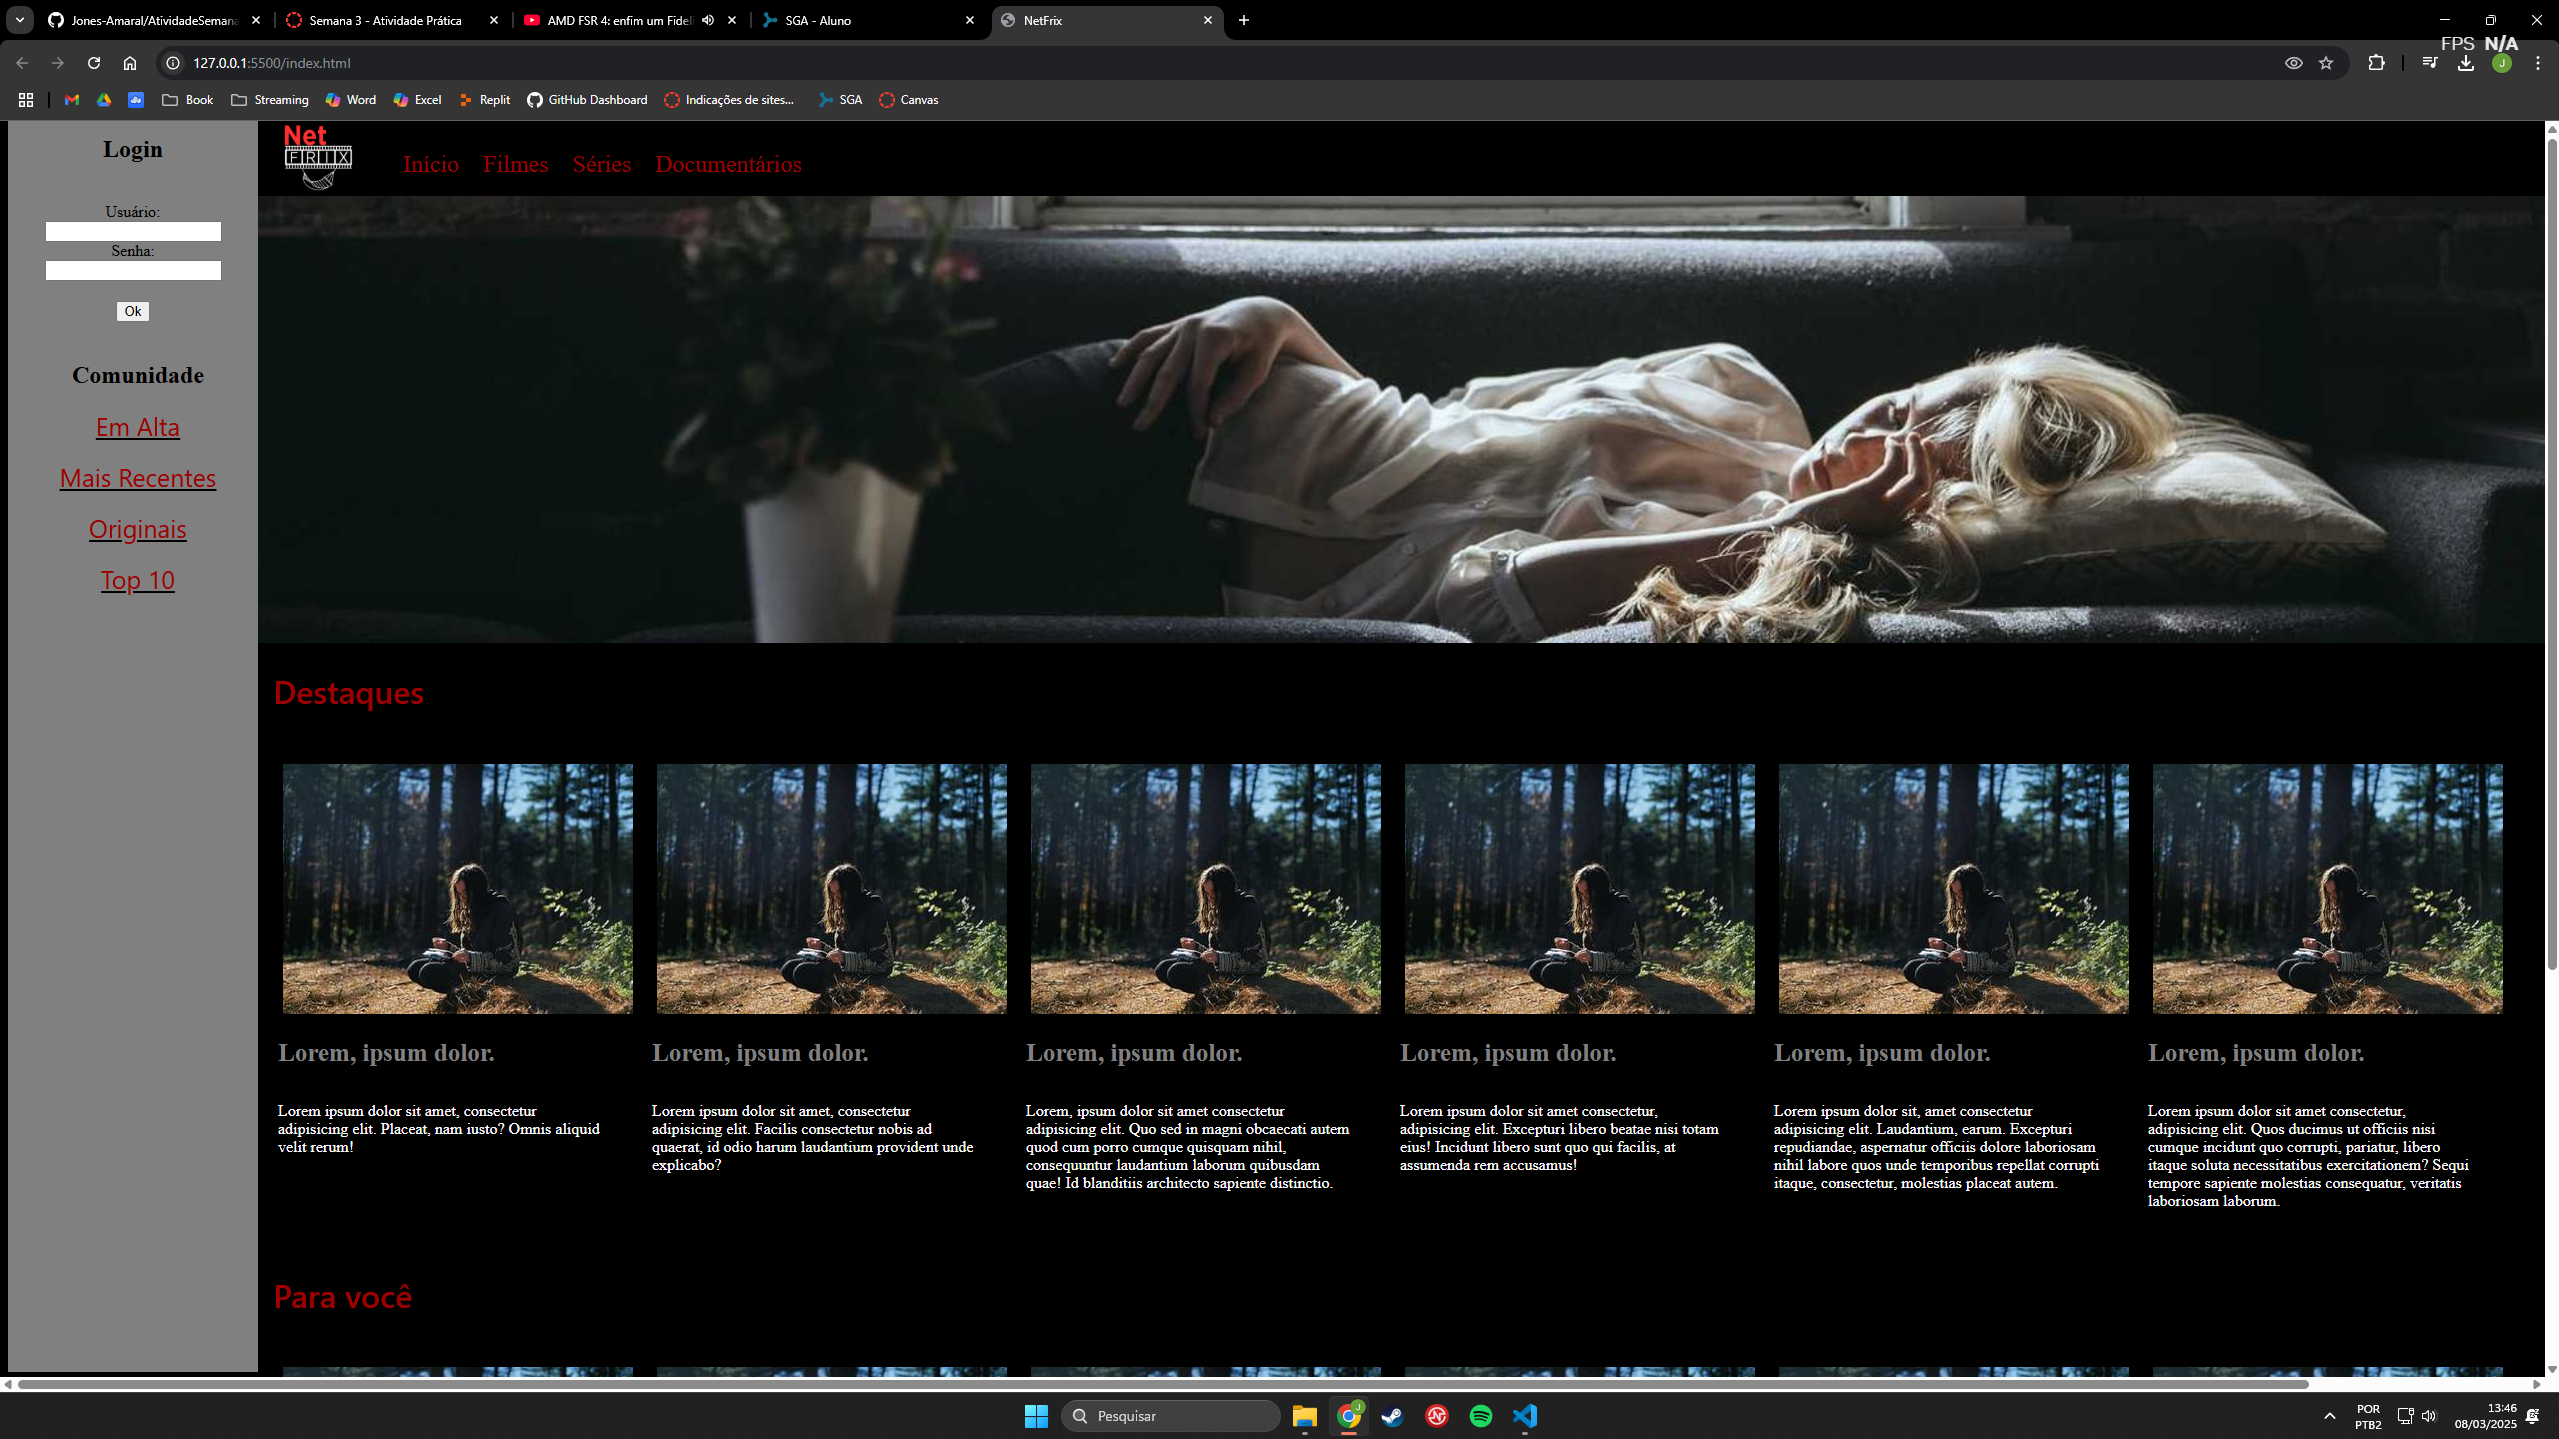 Jones-Amaral/AtividadeSemana
Semana 3 - Atividade Prática
AMD FSR 4: enfim um Fideli
SGA - Aluno
NetFrix
FPS N/A
127.0.0.1:5500/index.html
J
Book
Streaming
Word
Excel
Replit
GitHub Dashboard
Indicações de sites...
SGA
Canvas
Login
Usuário:
Senha:
Ok
Comunidade
Em Alta
Mais Recentes
Originais
Top 10
Net
FRIX
Início
Filmes
Séries
Documentários
Destaques
Lorem, ipsum dolor.
Lorem ipsum dolor sit amet, consectetur
adipisicing elit. Placeat, nam iusto? Omnis aliquid
velit rerum!
Lorem, ipsum dolor.
Lorem ipsum dolor sit amet, consectetur
adipisicing elit. Facilis consectetur nobis ad
quaerat, id odio harum laudantium provident unde
explicabo?
Lorem, ipsum dolor.
Lorem, ipsum dolor sit amet consectetur
adipisicing elit. Quo sed in magni obcaecati autem
quod cum porro cumque quisquam nihil,
consequuntur laudantium laborum quibusdam
quae! Id blanditiis architecto sapiente distinctio.
Lorem, ipsum dolor.
Lorem ipsum dolor sit amet consectetur,
adipisicing elit. Excepturi libero beatae nisi totam
eius! Incidunt libero sunt quo qui facilis, at
assumenda rem accusamus!
Lorem, ipsum dolor.
Lorem ipsum dolor sit, amet consectetur
adipisicing elit. Laudantium, earum. Excepturi
repudiandae, aspernatur officiis dolore laboriosam
nihil labore quos unde temporibus repellat corrupti
itaque, consectetur, molestias placeat autem.
Lorem, ipsum dolor.
Lorem ipsum dolor sit amet consectetur,
adipisicing elit. Quos ducimus ut officiis nisi
cumque incidunt quo corrupti, pariatur, libero
itaque soluta necessitatibus exercitationem? Sequi
tempore sapiente molestias consequatur, veritatis
laboriosam laborum.
Para você
Pesquisar
J
POR
PTB2
13:46
08/03/2025